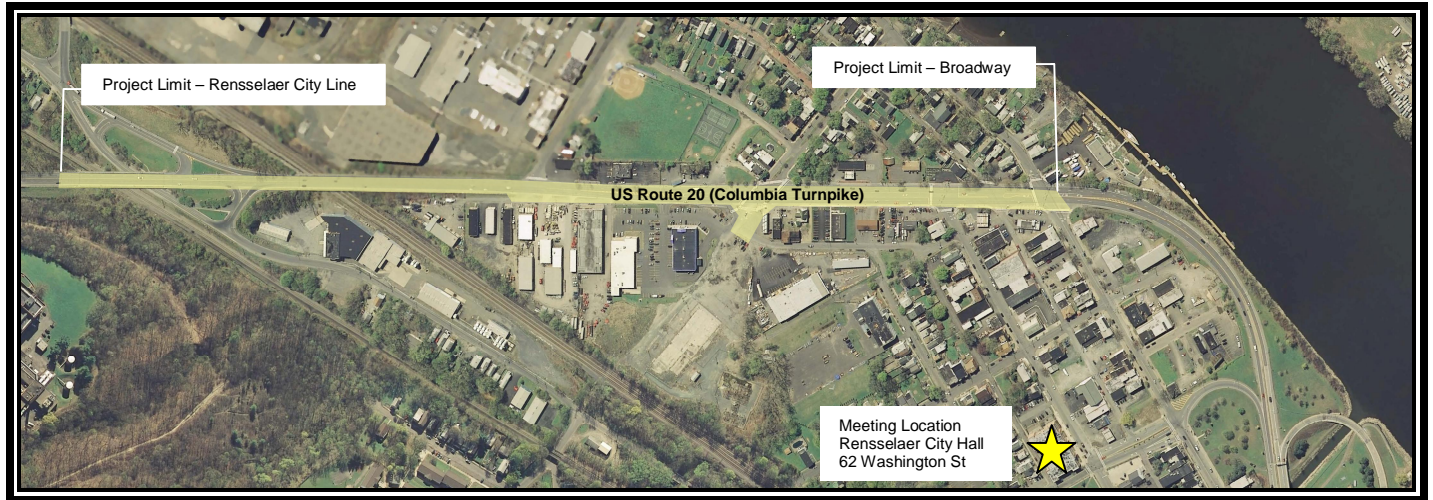 Project Limit – Rensselaer City Line
Project Limit – Broadway
US Route 20 (Columbia Turnpike)
Meeting Location
Rensselaer City Hall
62 Washington St